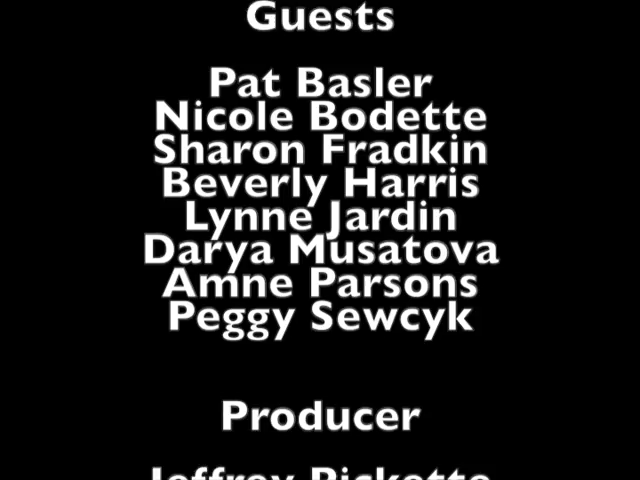 Guests
Pat Basler
Nicole Bodette
Sharon Fradkin
Beverly Harris
Lynne Jardin
Darya Musatova
Amne Parsons
Peggy Sewcyk
Producer